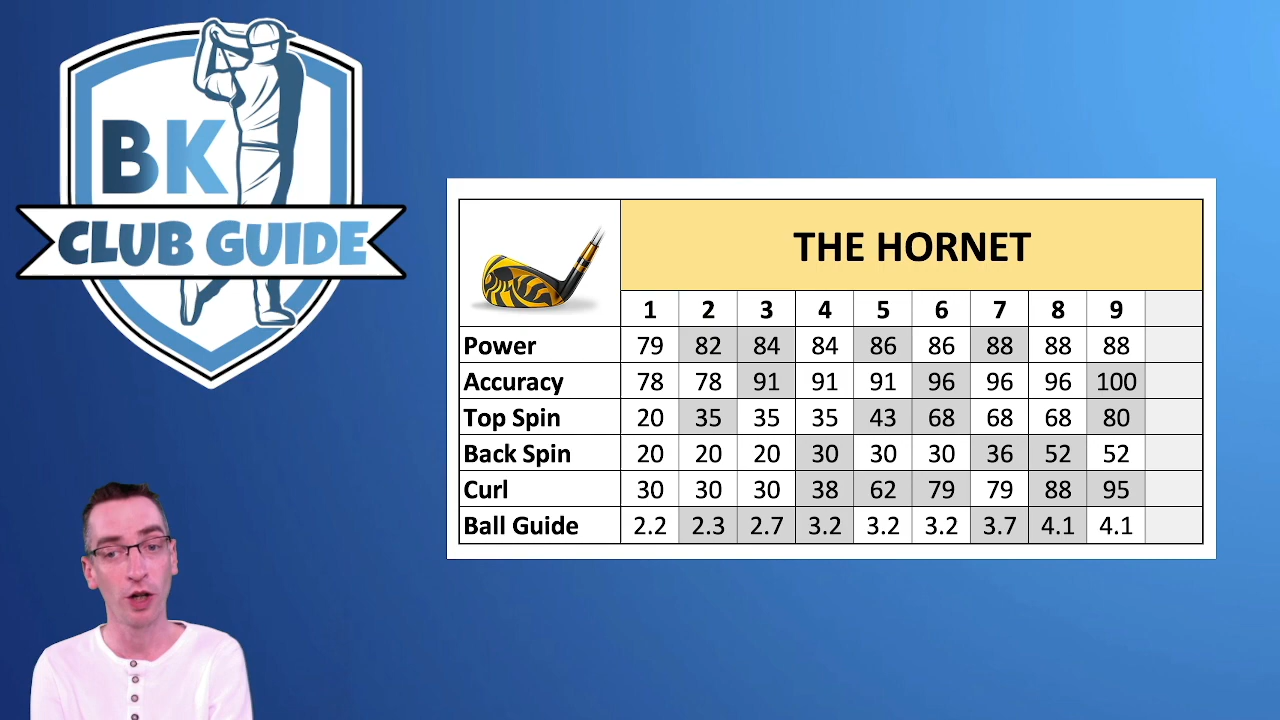 BK
CLUB GUIDE
THE HORNET
1 2 3 4 5 6 7 8 9
Power 79 82 84 84 86 86 88 88 88
Accuracy 78 78 91 91 91 96 96 96 100
Top Spin 20 35 35 35 43 68 68 68 80
Back Spin 20 20 20 30 30 30 36 52 52
Curl 30 30 30 38 62 79 79 88 95
Ball Guide 2.2 2.3 2.7 3.2 3.2 3.2 3.7 4.1 4.1